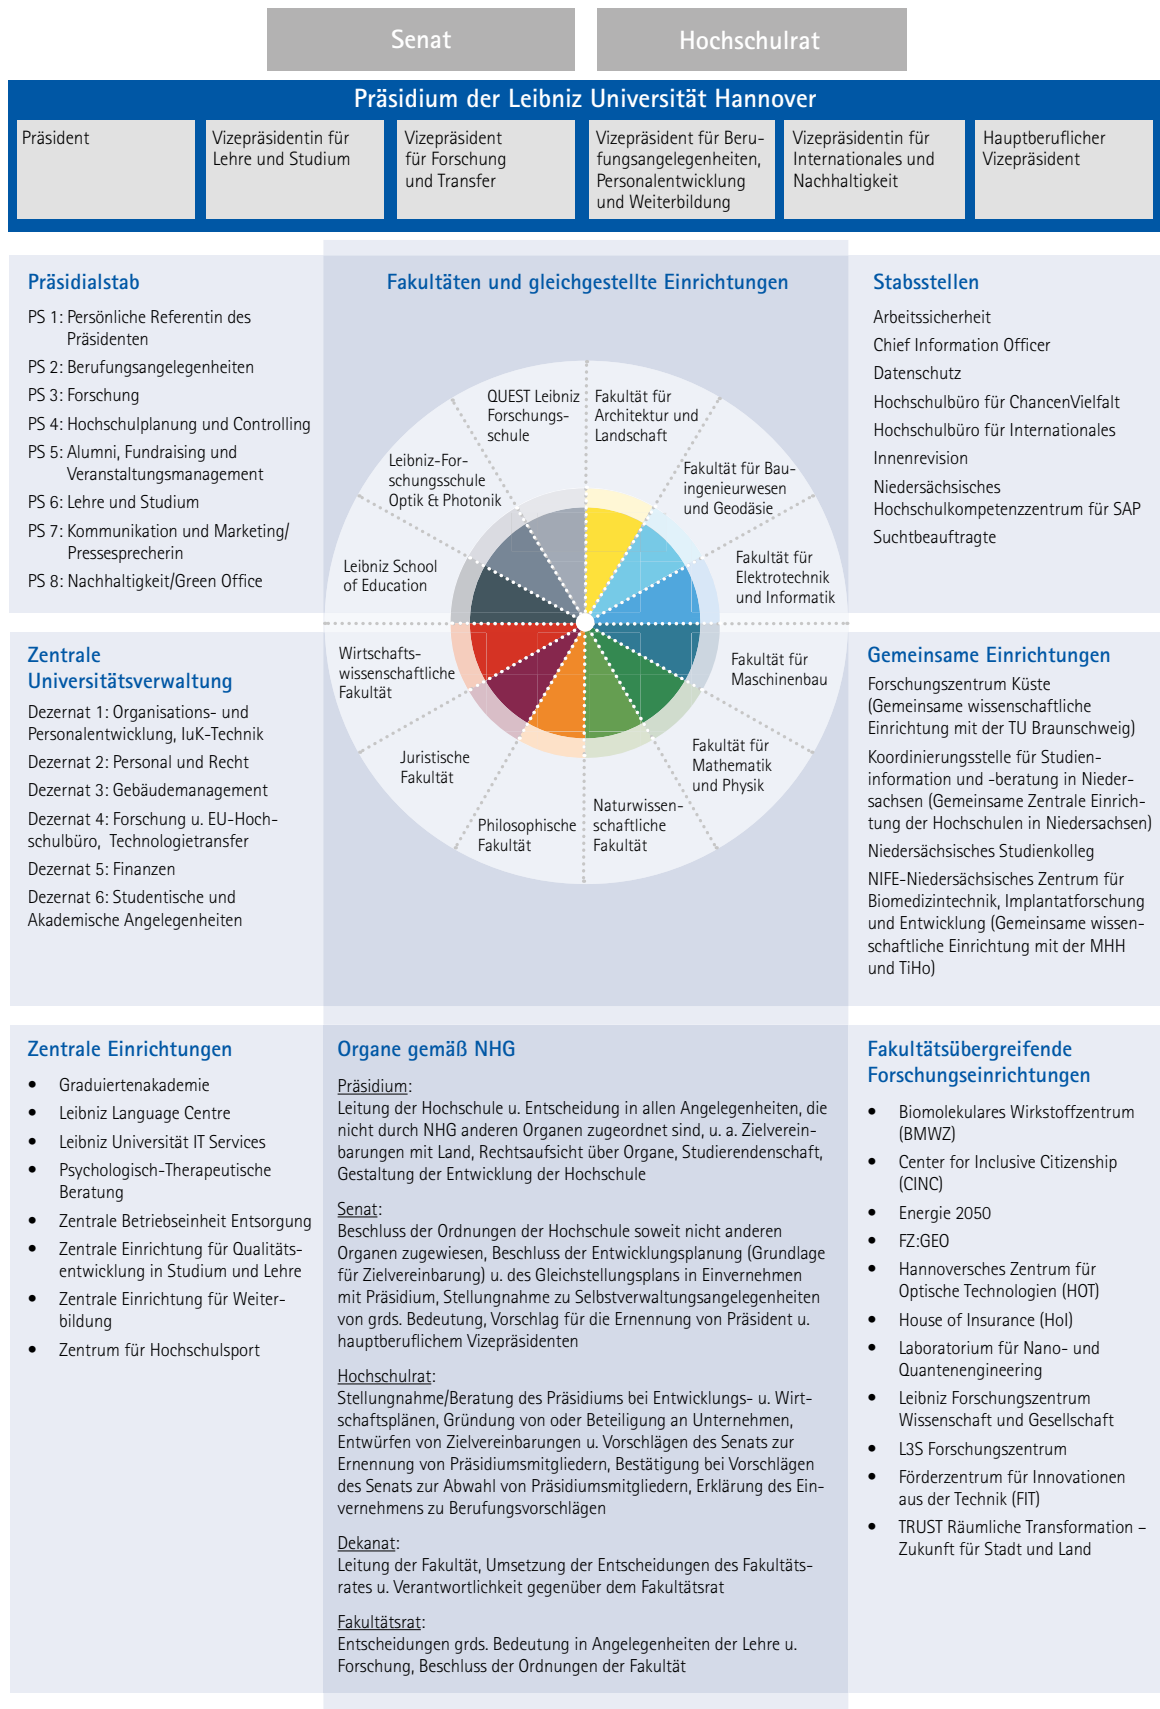 Senat
Hochschulrat
Präsidium der Leibniz Universität Hannover
Präsident
Vizepräsidentin für
Lehre und Studium
Vizepräsident
für Forschung
und Transfer
Vizepräsident für Beru-
fungsangelegenheiten,
Personalentwicklung
und Weiterbildung
Vizepräsidentin für
Internationales und
Nachhaltigkeit
Hauptberuflicher
Vizepräsident
Präsidialstab
PS 1: Persönliche Referentin des
Präsidenten
PS 2: Berufungsangelegenheiten
PS 3: Forschung
PS 4: Hochschulplanung und Controlling
PS 5: Alumni, Fundraising und
Veranstaltungsmanagement
PS 6: Lehre und Studium
PS 7: Kommunikation und Marketing/
Pressesprecherin
PS 8: Nachhaltigkeit/Green Office
Fakultäten und gleichgestellte Einrichtungen
QUEST Leibniz
Forschungs-
schule
Fakultät für
Architektur und
Landschaft
Leibniz-For-
schungsschule
Optik & Photonik
Fakultät für Bau-
ingenieurwesen
und Geodäsie
Leibniz School
of Education
Fakultät für
Elektrotechnik
und Informatik
Wirtschafts-
wissenschaftliche
Fakultät
Fakultät für
Maschinenbau
Juristische
Fakultät
Fakultät für
Mathematik
und Physik
Philosophische
Fakultät
Naturwissen-
schaftliche
Fakultät
Stabsstellen
Arbeitssicherheit
Chief Information Officer
Datenschutz
Hochschulbüro für ChancenVielfalt
Hochschulbüro für Internationales
Innenrevision
Niedersächsisches
Hochschulkompetenzzentrum für SAP
Suchtbeauftragte
Zentrale
Universitätsverwaltung
Dezernat 1: Organisations- und
Personalentwicklung, IuK-Technik
Dezernat 2: Personal und Recht
Dezernat 3: Gebäudemanagement
Dezernat 4: Forschung u. EU-Hoch-
schulbüro, Technologietransfer
Dezernat 5: Finanzen
Dezernat 6: Studentische und
Akademische Angelegenheiten
Gemeinsame Einrichtungen
Forschungszentrum Küste
(Gemeinsame wissenschaftliche
Einrichtung mit der TU Braunschweig)
Koordinierungsstelle für Studien-
information und -beratung in Nieder-
sachsen (Gemeinsame Zentrale Einrich-
tung der Hochschulen in Niedersachsen)
Niedersächsisches Studienkolleg
NIFE-Niedersächsisches Zentrum für
Biomedizintechnik, Implantatforschung
und Entwicklung (Gemeinsame wissen-
schaftliche Einrichtung mit der MHH
und TiHo)
Zentrale Einrichtungen
• Graduiertenakademie
• Leibniz Language Centre
• Leibniz Universität IT Services
• Psychologisch-Therapeutische
Beratung
• Zentrale Betriebseinheit Entsorgung
• Zentrale Einrichtung für Qualitäts-
entwicklung in Studium und Lehre
• Zentrale Einrichtung für Weiter-
bildung
• Zentrum für Hochschulsport
Organe gemäß NHG
Präsidium:
Leitung der Hochschule u. Entscheidung in allen Angelegenheiten, die
nicht durch NHG anderen Organen zugeordnet sind, u. a. Zielverein-
barungen mit Land, Rechtsaufsicht über Organe, Studierendenschaft,
Gestaltung der Entwicklung der Hochschule
Senat:
Beschluss der Ordnungen der Hochschule soweit nicht anderen
Organen zugewiesen, Beschluss der Entwicklungsplanung (Grundlage
für Zielvereinbarung) u. des Gleichstellungsplans in Einvernehmen
mit Präsidium, Stellungnahme zu Selbstverwaltungsangelegenheiten
von grds. Bedeutung, Vorschlag für die Ernennung von Präsident u.
hauptberuflichem Vizepräsidenten
Hochschulrat:
Stellungnahme/Beratung des Präsidiums bei Entwicklungs- u. Wirt-
schaftsplänen, Gründung von oder Beteiligung an Unternehmen,
Entwürfen von Zielvereinbarungen u. Vorschlägen des Senats zur
Ernennung von Präsidiumsmitgliedern, Bestätigung bei Vorschlägen
des Senats zur Abwahl von Präsidiumsmitgliedern, Erklärung des Ein-
vernehmens zu Berufungsvorschlägen
Dekanat:
Leitung der Fakultät, Umsetzung der Entscheidungen des Fakultäts-
rates u. Verantwortlichkeit gegenüber dem Fakultätsrat
Fakultätsrat:
Entscheidungen grds. Bedeutung in Angelegenheiten der Lehre u.
Forschung, Beschluss der Ordnungen der Fakultät
Fakultätsübergreifende
Forschungseinrichtungen
• Biomolekulares Wirkstoffzentrum
(BMWZ)
• Center for Inclusive Citizenship
(CINC)
• Energie 2050
• FZ:GEO
• Hannoversches Zentrum für
Optische Technologien (HOT)
• House of Insurance (HoI)
• Laboratorium für Nano- und
Quantenengineering
• Leibniz Forschungszentrum
Wissenschaft und Gesellschaft
• L3S Forschungszentrum
• Förderzentrum für Innovationen
aus der Technik (FIT)
• TRUST Räumliche Transformation –
Zukunft für Stadt und Land